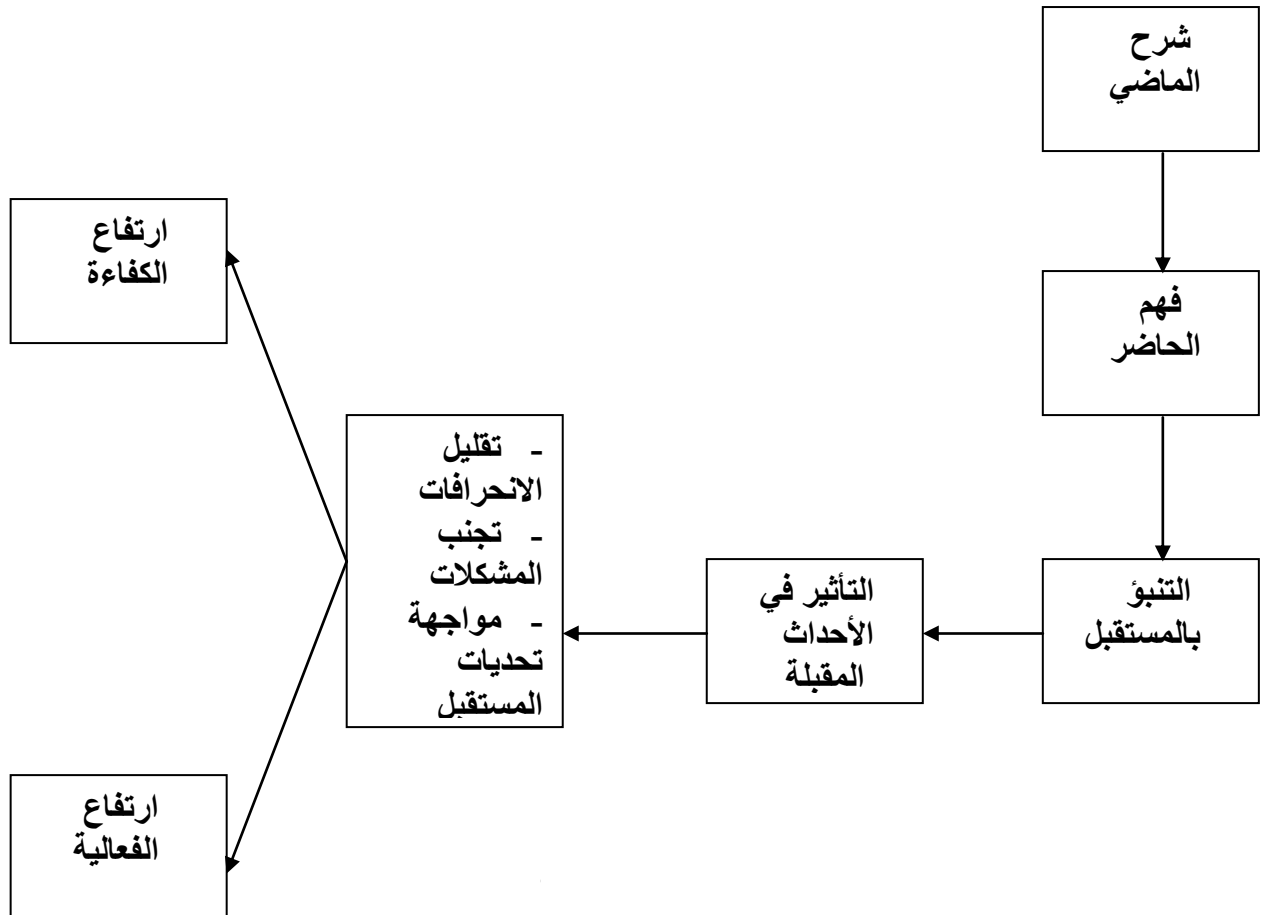 شرح
الماضي
فهم
الحاضر
التنبؤ
بالمستقبل
التأثير في
الأحداث
المقبلة
- تقليل
الانحرافات
- تجنب
المشكلات
- مواجهة
تحديات
المستقبل
ارتفاع
الكفاءة
ارتفاع
الفعالية